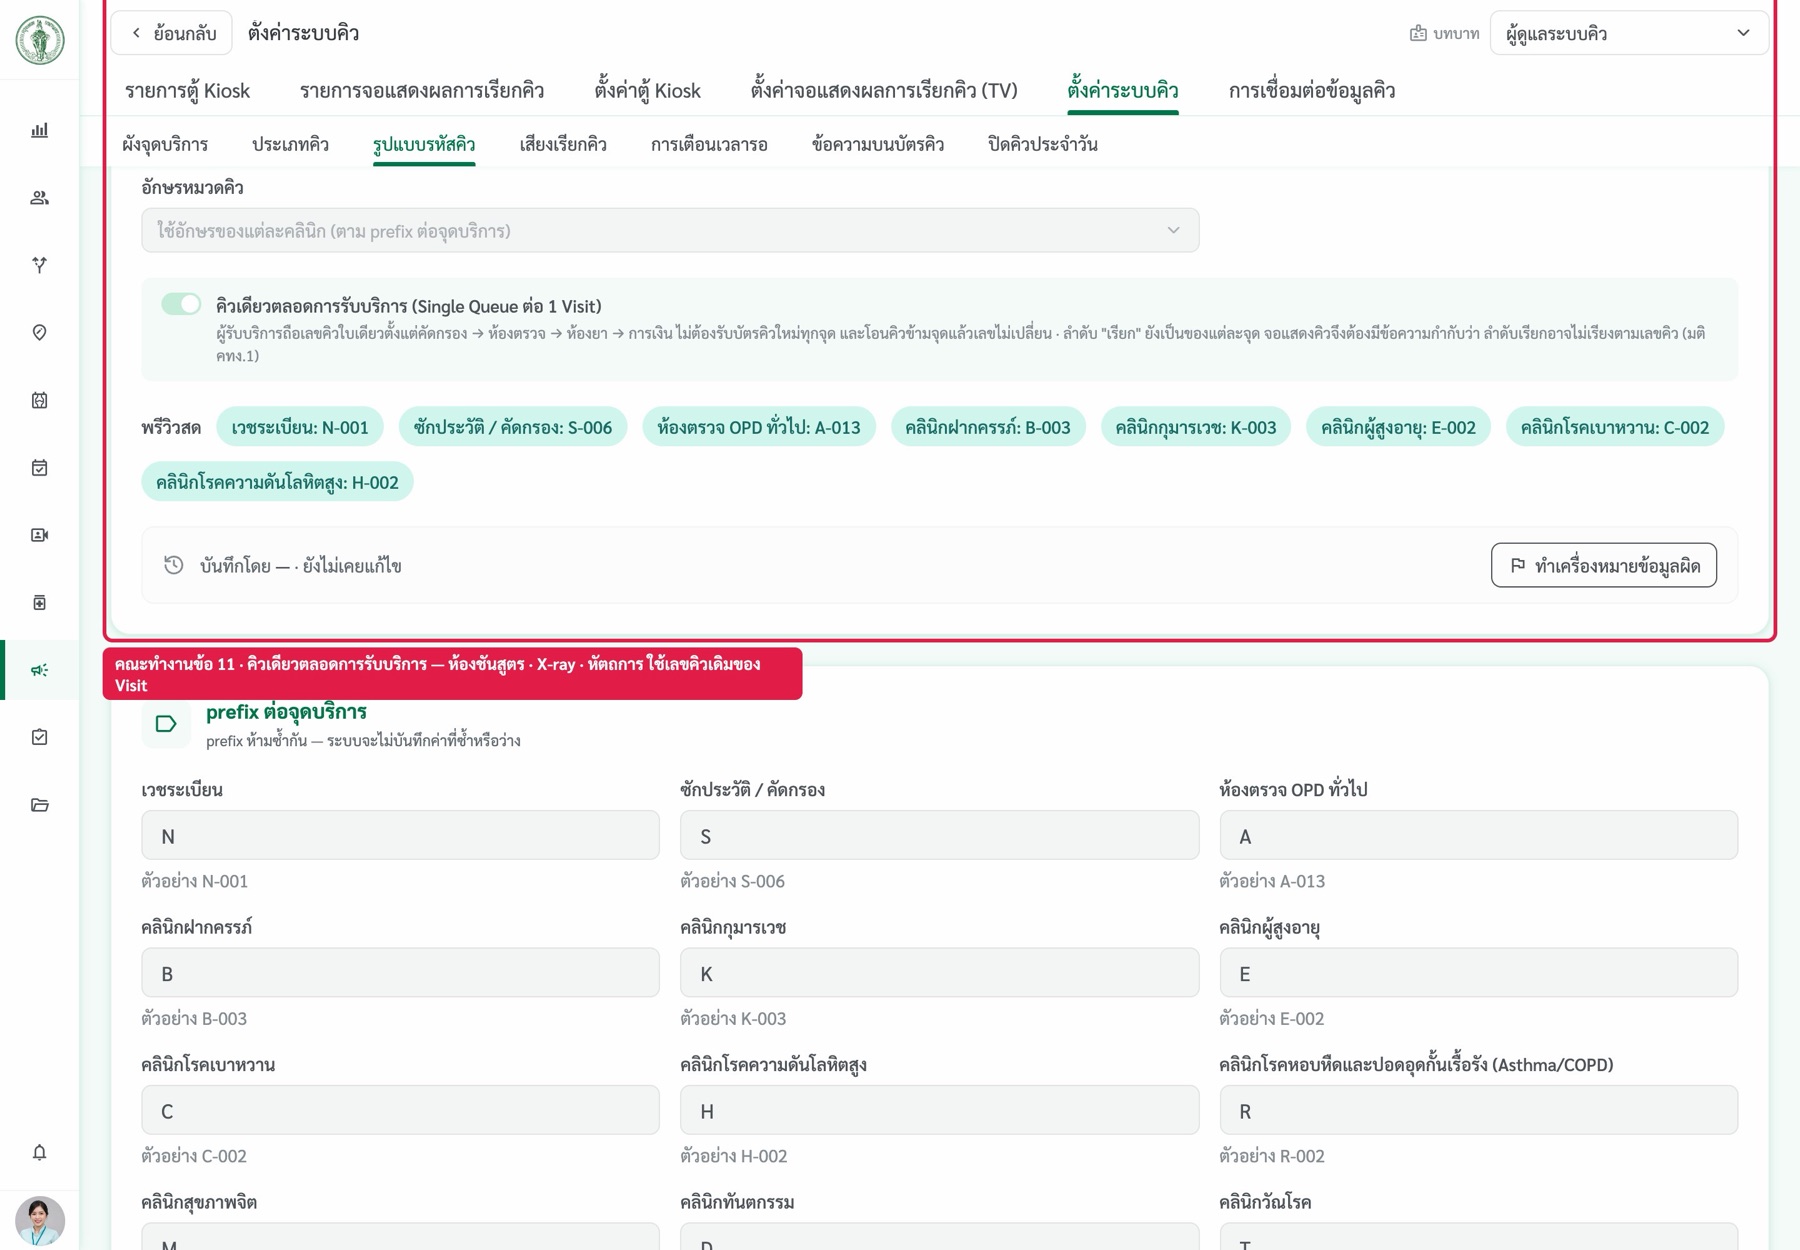 ย้อนกลับ
ตั้งค่าระบบคิว
บทบาท
ผู้ดูแลระบบคิว
รายการตู้ Kiosk
รายการจอแสดงผลการเรียกคิว
ตั้งค่าตู้ Kiosk
ตั้งค่าจอแสดงผลการเรียกคิว (TV)
ตั้งค่าระบบคิว
การเชื่อมต่อข้อมูลคิว
ผังจุดบริการ
ประเภทคิว
รูปแบบรหัสคิว
เสียงเรียกคิว
การเตือนเวลารอ
ข้อความบนบัตรคิว
ปิดคิวประจำวัน
อักษรหมวดคิว
ใช้อักษรของแต่ละคลินิก (ตาม prefix ต่อจุดบริการ)
คิวเดียวตลอดการรับบริการ (Single Queue ต่อ 1 Visit)
ผู้รับบริการถือเลขคิวใบเดียวตั้งแต่คัดกรอง → ห้องตรวจ → ห้องยา → การเงิน ไม่ต้องรับบัตรคิวใหม่ทุกจุด และโอนคิวข้ามจุดแล้วเลขไม่เปลี่ยน · ลำดับ "เรียก" ยังเป็นของแต่ละจุด จอแสดงคิวจึงต้องมีข้อความกำกับว่า ลำดับเรียกอาจไม่เรียงตามเลขคิว (มติ
คทง.1)
พรีวิวสด
เวชระเบียน: N-001
ซักประวัติ / คัดกรอง: S-006
ห้องตรวจ OPD ทั่วไป: A-013
คลินิกฝากครรภ์: B-003
คลินิกกุมารเวช: K-003
คลินิกผู้สูงอายุ: E-002
คลินิกโรคเบาหวาน: C-002
คลินิกโรคความดันโลหิตสูง: H-002
บันทึกโดย — · ยังไม่เคยแก้ไข
ทำเครื่องหมายข้อมูลผิด
คณะทำงานข้อ 11 · คิวเดียวตลอดการรับบริการ — ห้องชันสูตร · X-ray · หัตถการ ใช้เลขคิวเดิมของ
Visit
prefix ต่อจุดบริการ
prefix ห้ามซ้ำกัน — ระบบจะไม่บันทึกค่าที่ซ้ำหรือว่าง
เวชระเบียน
ซักประวัติ / คัดกรอง
ห้องตรวจ OPD ทั่วไป
N
S
A
ตัวอย่าง N-001
ตัวอย่าง S-006
ตัวอย่าง A-013
คลินิกฝากครรภ์
คลินิกกุมารเวช
คลินิกผู้สูงอายุ
B
K
E
ตัวอย่าง B-003
ตัวอย่าง K-003
ตัวอย่าง E-002
คลินิกโรคเบาหวาน
คลินิกโรคความดันโลหิตสูง
คลินิกโรคหอบหืดและปอดอุดกั้นเรื้อรัง (Asthma/COPD)
C
H
R
ตัวอย่าง C-002
ตัวอย่าง H-002
ตัวอย่าง R-002
คลินิกสุขภาพจิต
คลินิกทันตกรรม
คลินิกวัณโรค
M
D
T